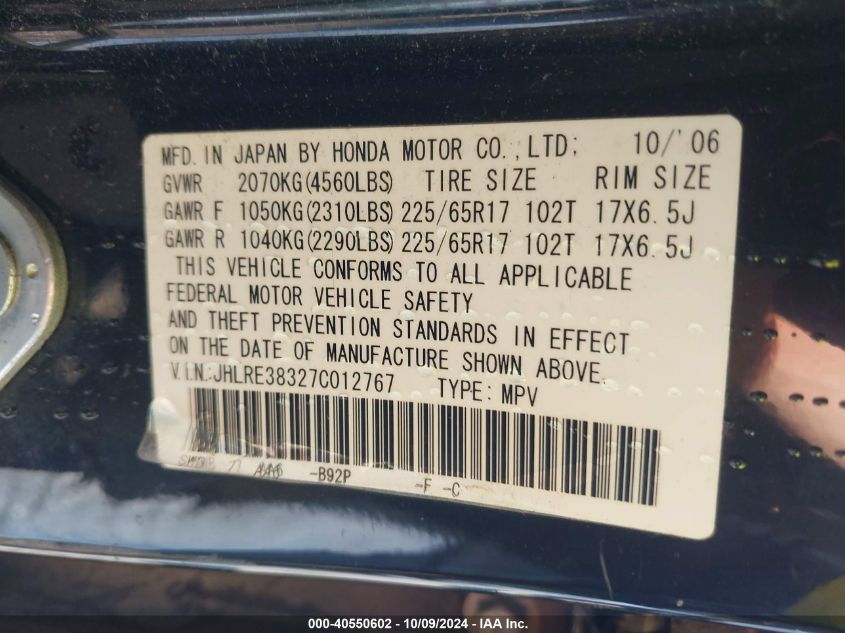 MFD. IN JAPAN BY HONDA MOTOR CO.,LTD; 10/'06
GVWR 2070KG(4560LBS) TIRE SIZE RIM SIZE
GAWR F 1050KG(2310LBS) 225/65R17 102T 17X6.5J
GAWR R 1040KG(2290LBS) 225/65R17 102T 17X6.5J
THIS VEHICLE CONFORMS TO ALL APPLICABLE
FEDERAL MOTOR VEHICLE SAFETY
AND THEFT PREVENTION STANDARDS IN EFFECT
ON THE DATE OF MANUFACTURE SHOWN ABOVE.
V.I.N.:JHLRE38327C012767 TYPE: MPV
-B92P -F -C
000-40550602 - 10/09/2024 - IAA Inc.